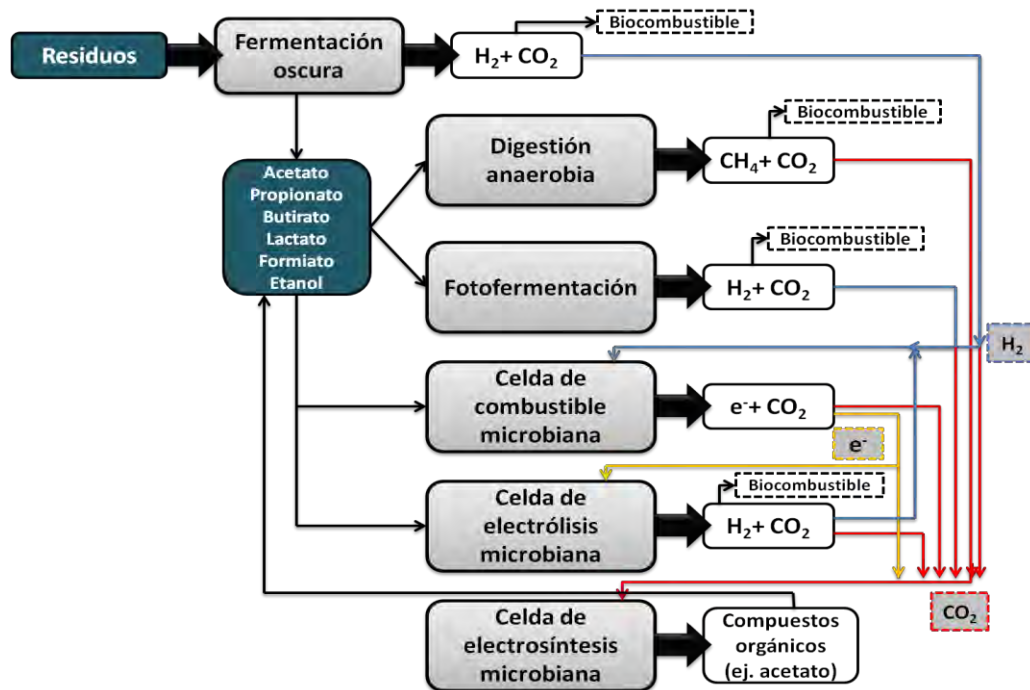 Residuos
Fermentación
oscura
H₂+ CO₂
Biocombustible
Acetato
Propionato
Butirato
Lactato
Formiato
Etanol
Digestión
anaerobia
CH₄+ CO₂
Biocombustible
Fotofermentación
H₂+ CO₂
Biocombustible
H₂
Celda de
combustible
microbiana
e⁻+ CO₂
e⁻
Celda de
electrólisis
microbiana
H₂+ CO₂
Biocombustible
CO₂
Celda de
electrosíntesis
microbiana
Compuestos
orgánicos
(ej. acetato)